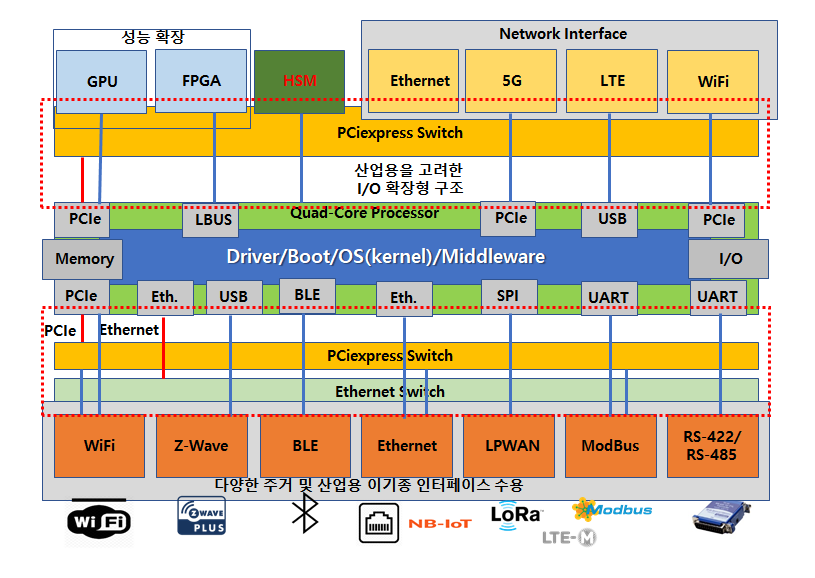 성능 확장
Network Interface
GPU
FPGA
HSM
Ethernet
5G
LTE
WiFi
PCiexpress Switch
산업용을 고려한
I/O 확장형 구조
Quad-Core Processor
PCIe
LBUS
PCIe
USB
PCIe
Memory
Driver/Boot/OS(kernel)/Middleware
I/O
PCIe
Eth.
USB
BLE
Eth.
SPI
UART
UART
PCIe
Ethernet
PCiexpress Switch
Ethernet Switch
WiFi
Z-Wave
BLE
Ethernet
LPWAN
ModBus
RS-422/
RS-485
다양한 주거 및 산업용 이기종 인터페이스 수용
WiFi
Z-WAVE
PLUS
NB-IoT
LoRa
Modbus
LTE-M